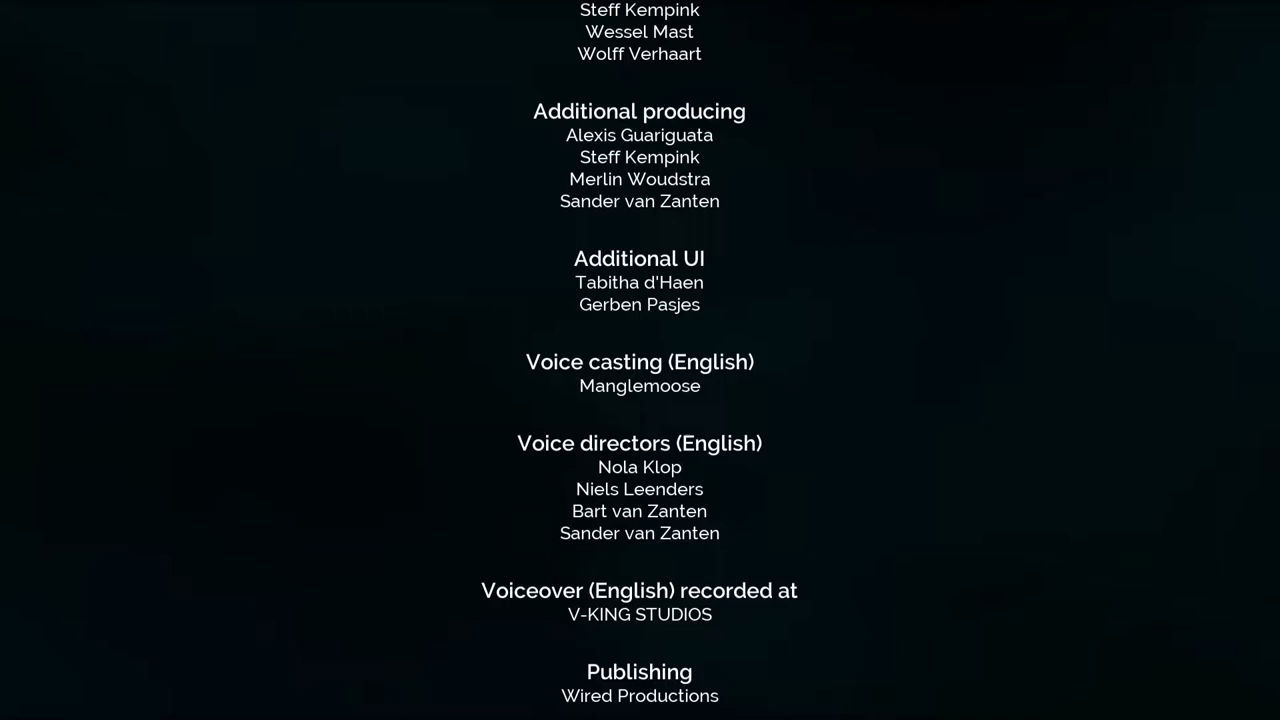 Steff Kempink
Wessel Mast
Wolff Verhaart
Additional producing
Alexis Guariguata
Steff Kempink
Merlin Woudstra
Sander van Zanten
Additional UI
Tabitha d'Haen
Gerben Pasjes
Voice casting (English)
Manglemoose
Voice directors (English)
Nola Klop
Niels Leenders
Bart van Zanten
Sander van Zanten
Voiceover (English) recorded at
V-KING STUDIOS
Publishing
Wired Productions